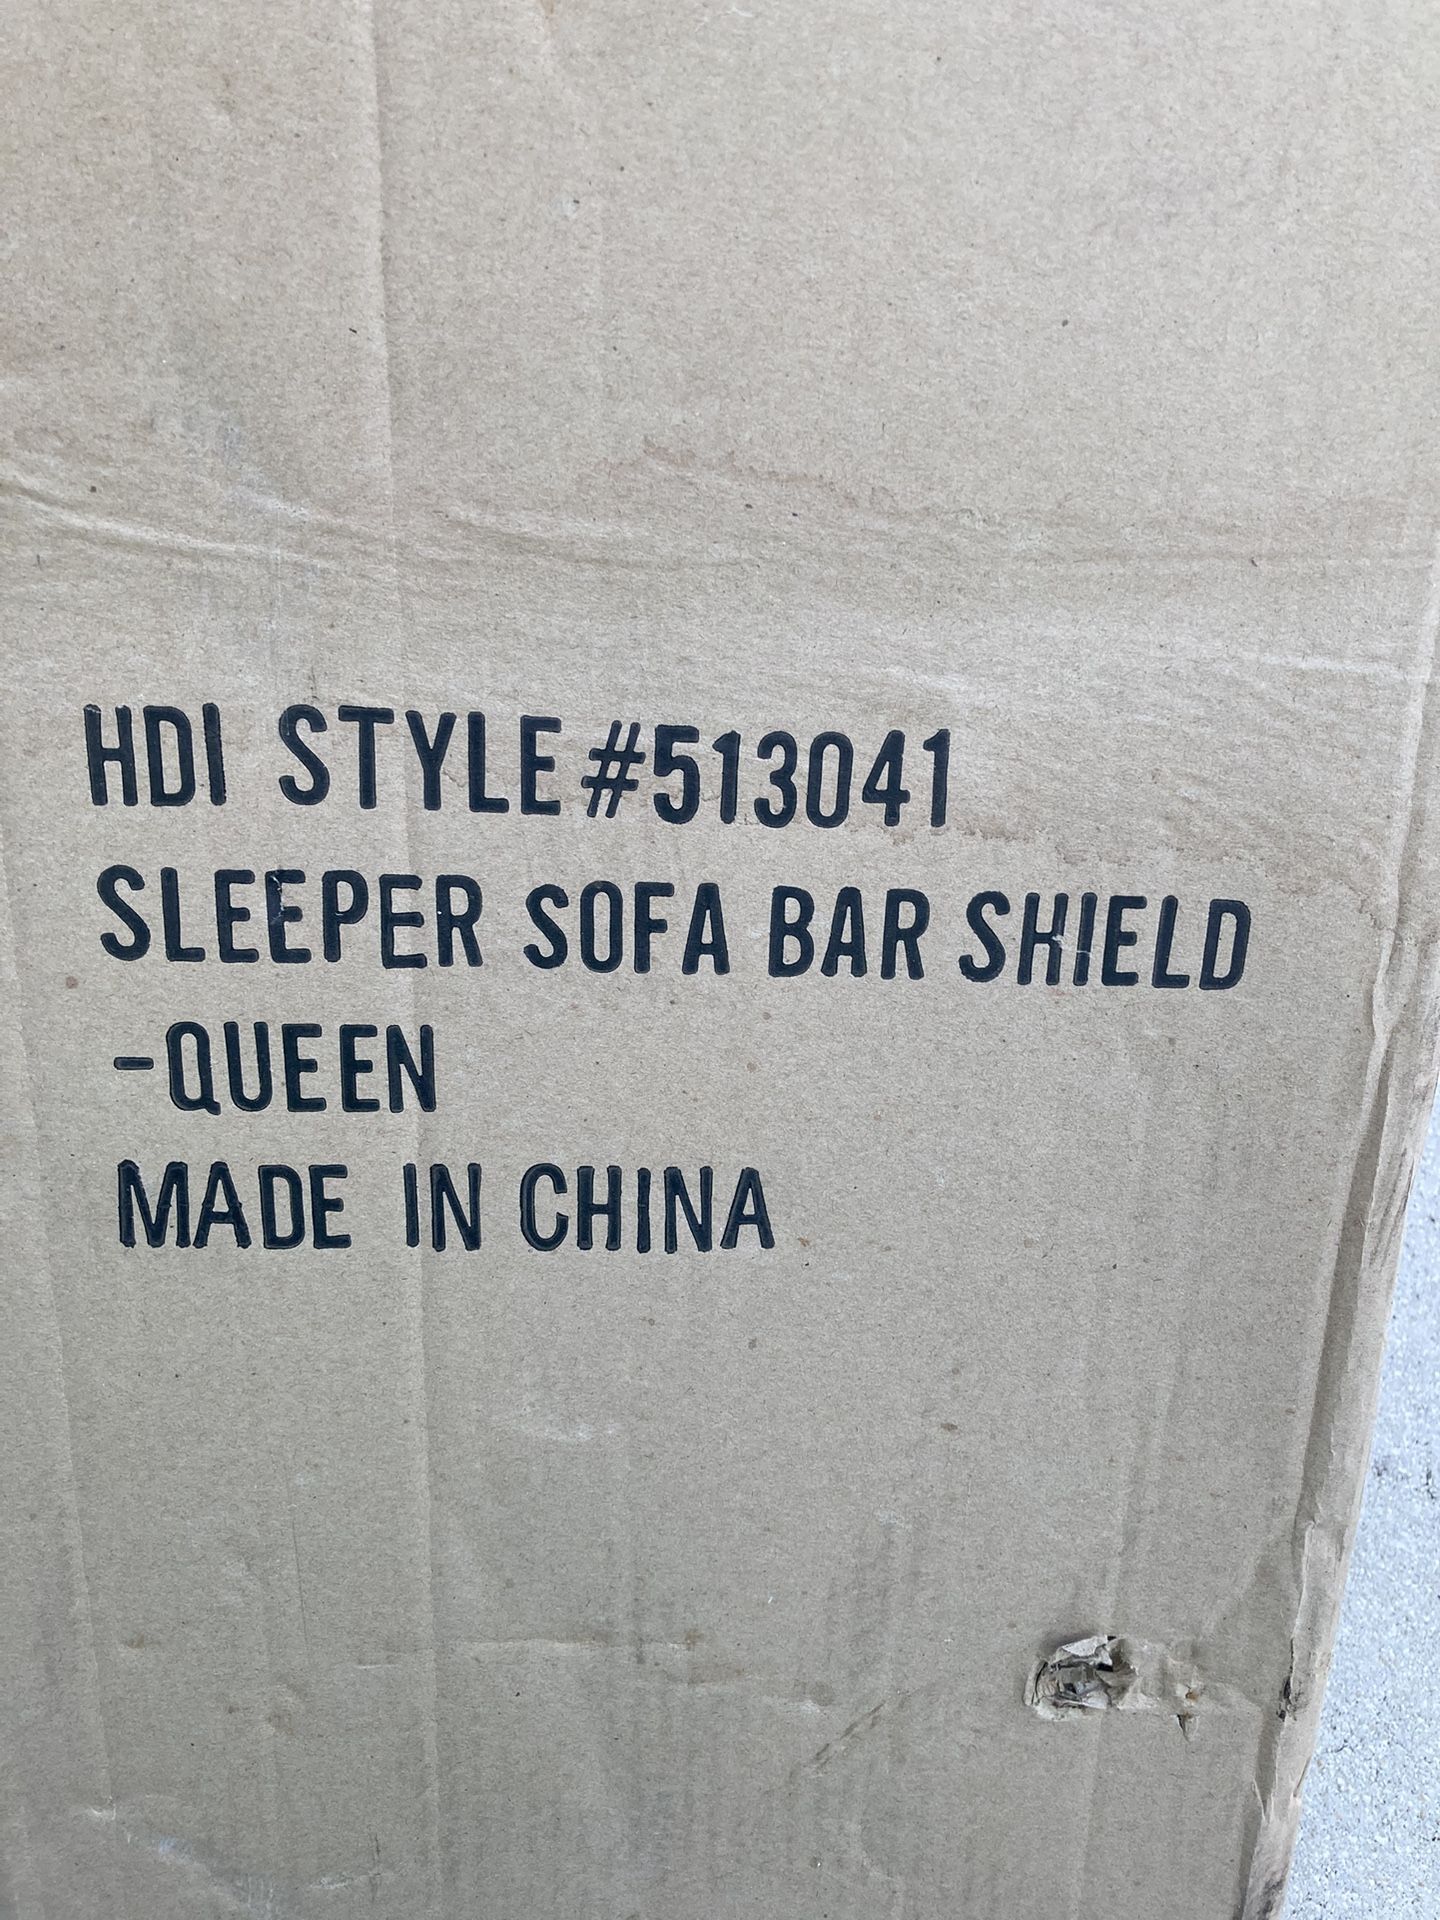 HDI STYLE #513041
SLEEPER SOFA BAR SHIELD
-QUEEN
MADE IN CHINA